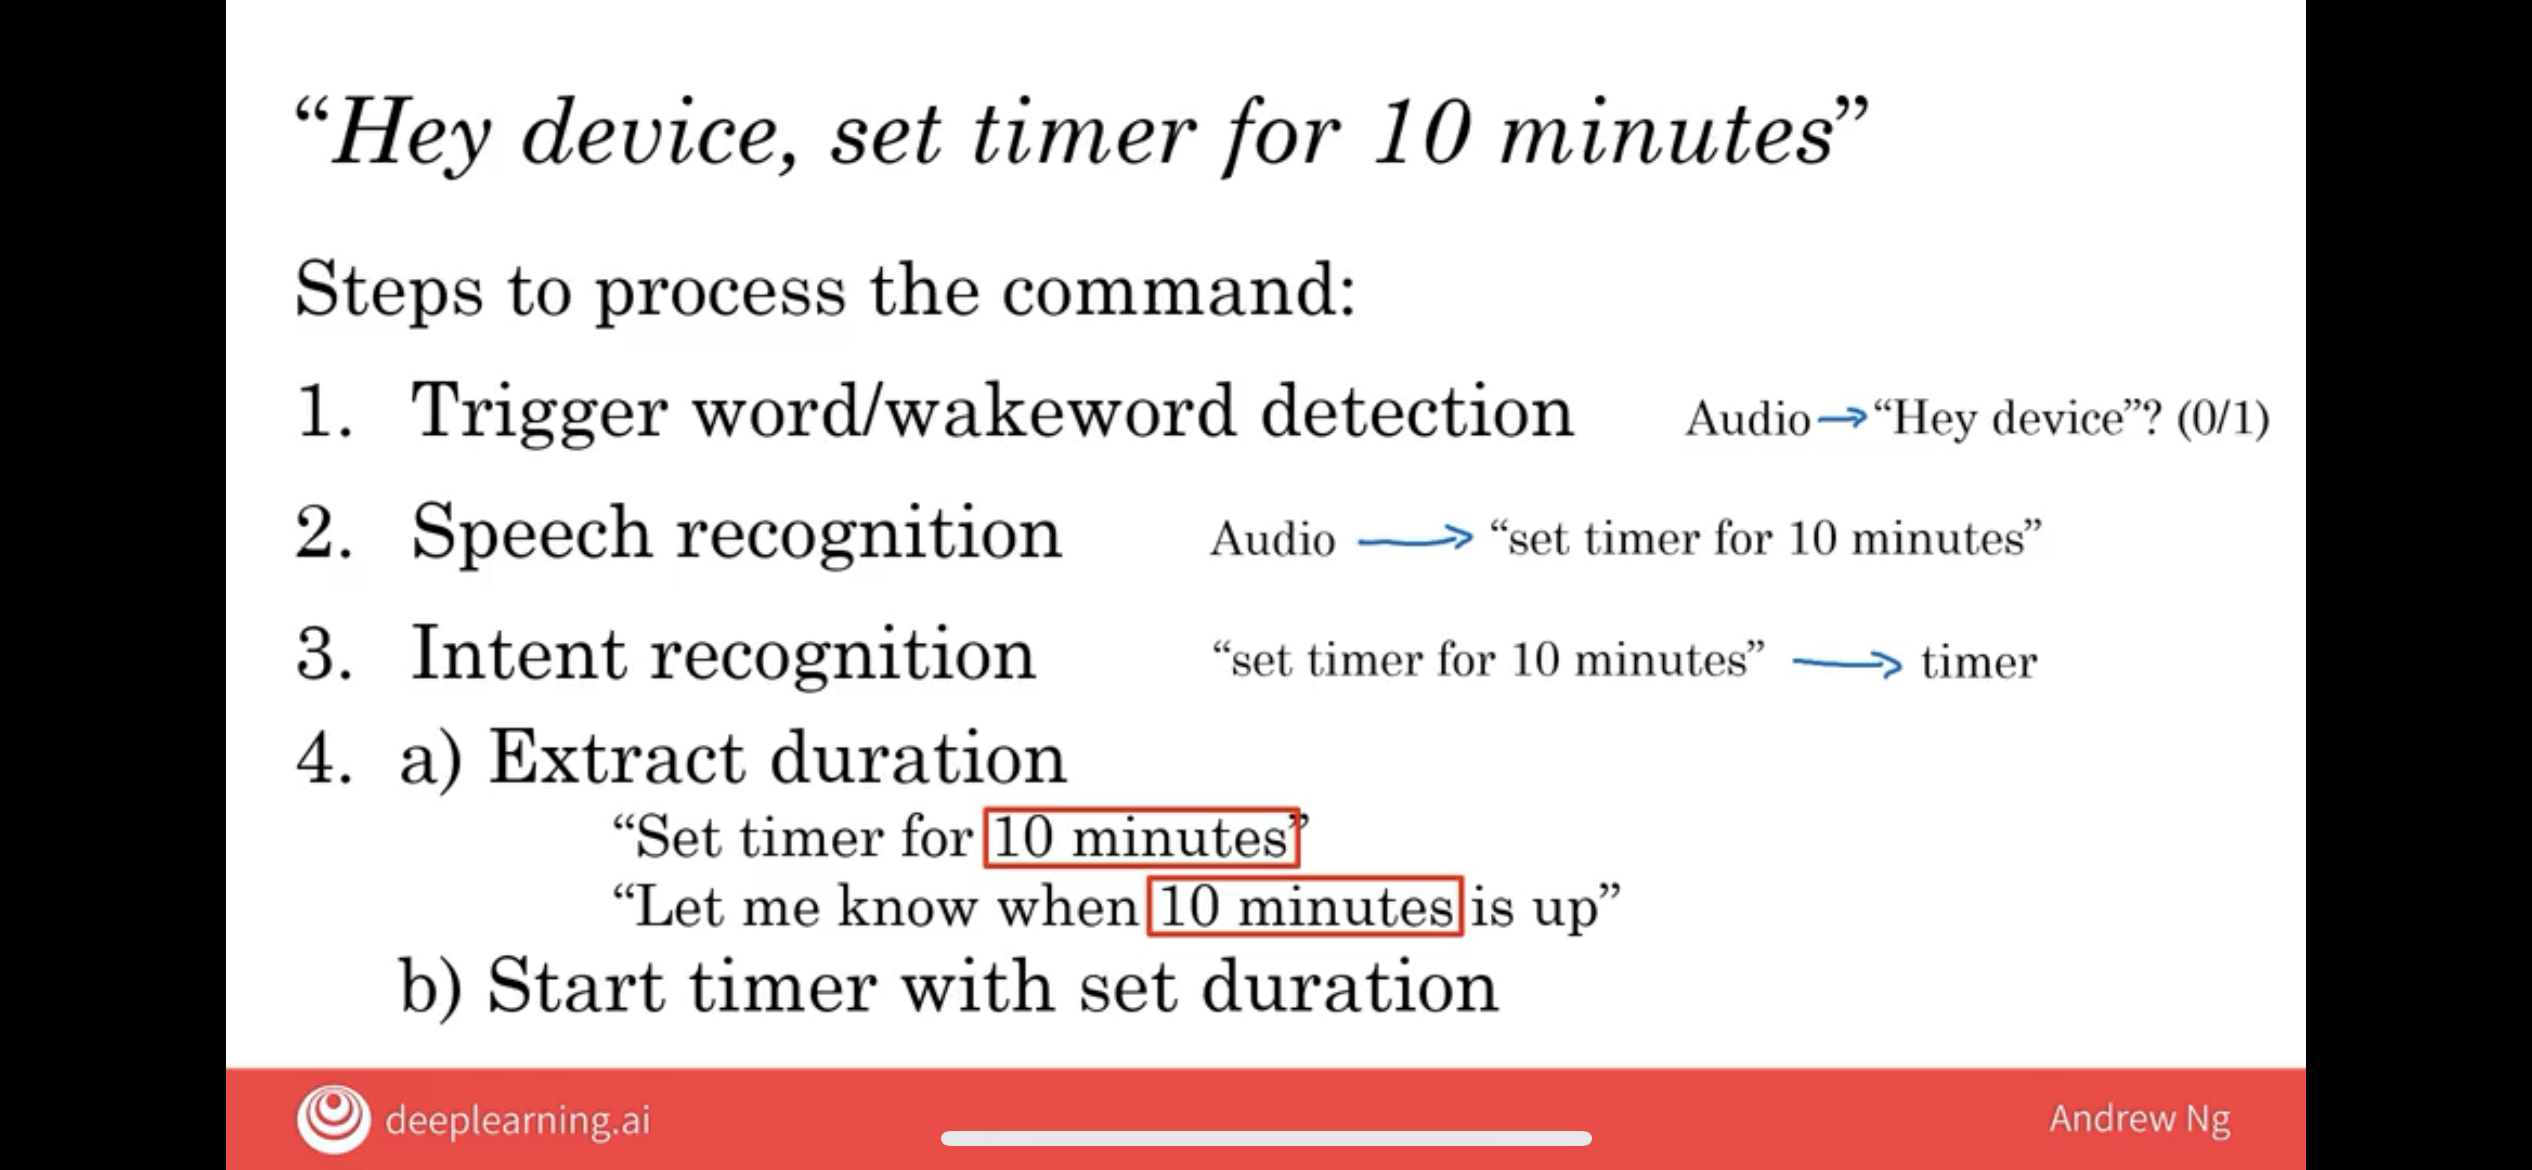 “Hey device, set timer for 10 minutes”
Steps to process the command:
1. Trigger word/wakeword detection Audio → “Hey device”? (0/1)
2. Speech recognition Audio → “set timer for 10 minutes”
3. Intent recognition “set timer for 10 minutes” → timer
4. a) Extract duration
“Set timer for 10 minutes”
“Let me know when 10 minutes is up”
b) Start timer with set duration
deeplearning.ai Andrew Ng